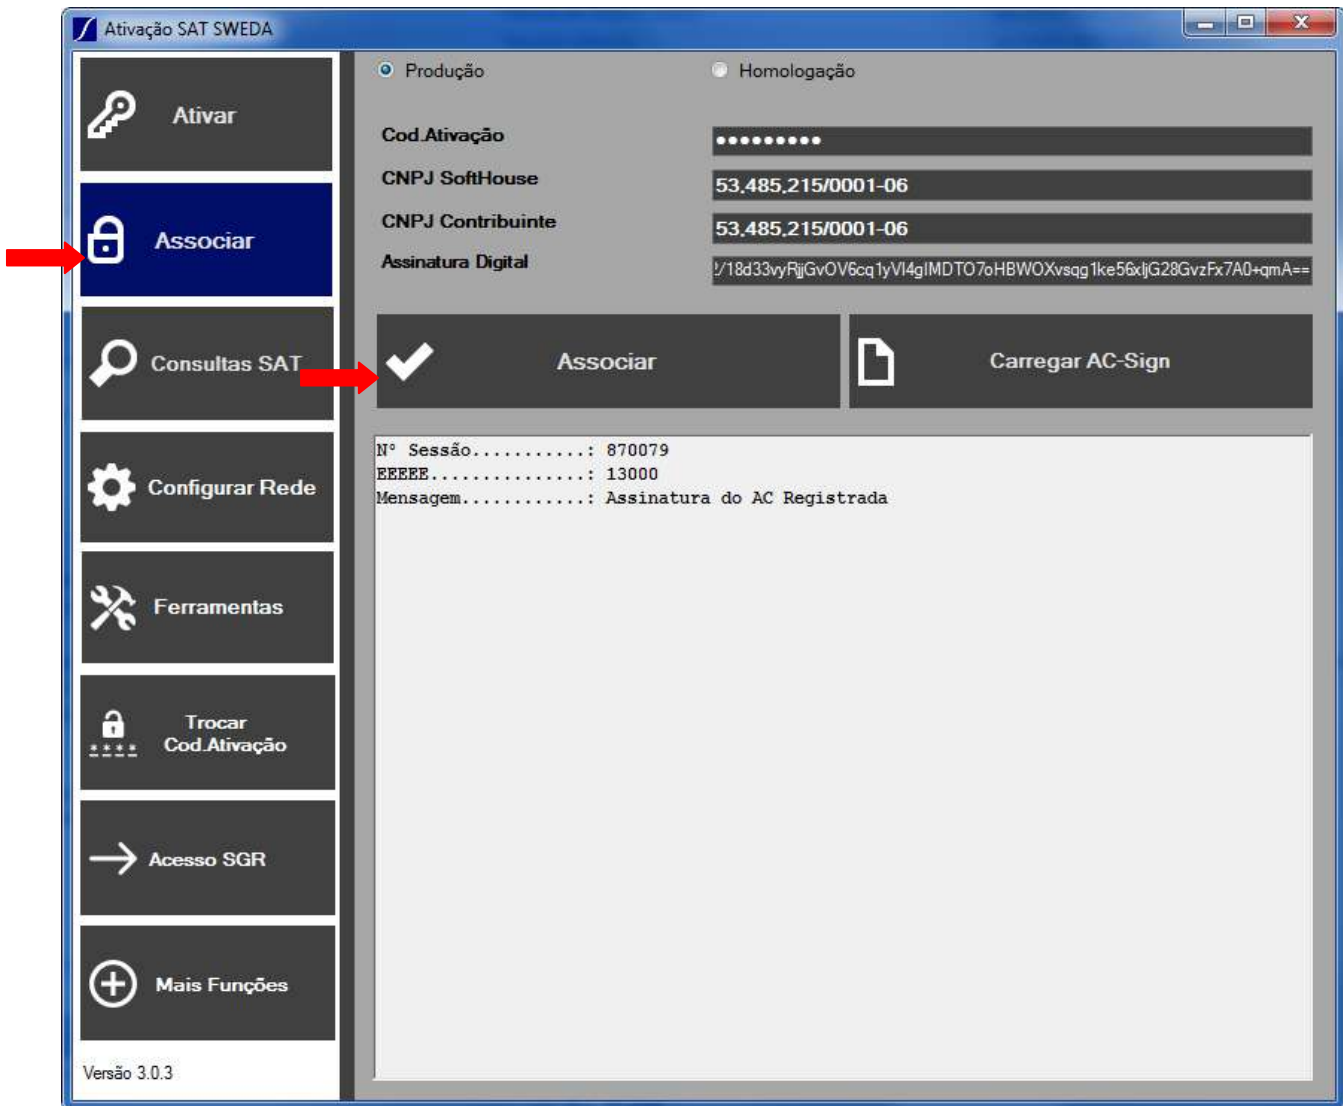 Ativação SAT SWEDA
Ativar
Associar
Consultas SAT
Configurar Rede
Ferramentas
Trocar
Cod.Ativação
Acesso SGR
Mais Funções
Versão 3.0.3
Produção
Homologação
Cod.Ativação
•••••••••
CNPJ SoftHouse
53,485,215/0001-06
CNPJ Contribuinte
53,485,215/0001-06
Assinatura Digital
Associar
Carregar AC-Sign
Nº Sessão...........: 870079
EEEEE...............: 13000
Mensagem............: Assinatura do AC Registrada